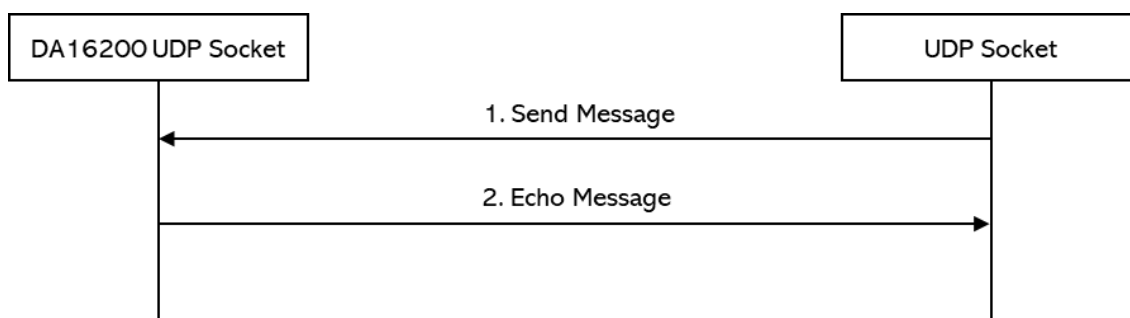 DA16200 UDP Socket
UDP Socket
1. Send Message
2. Echo Message